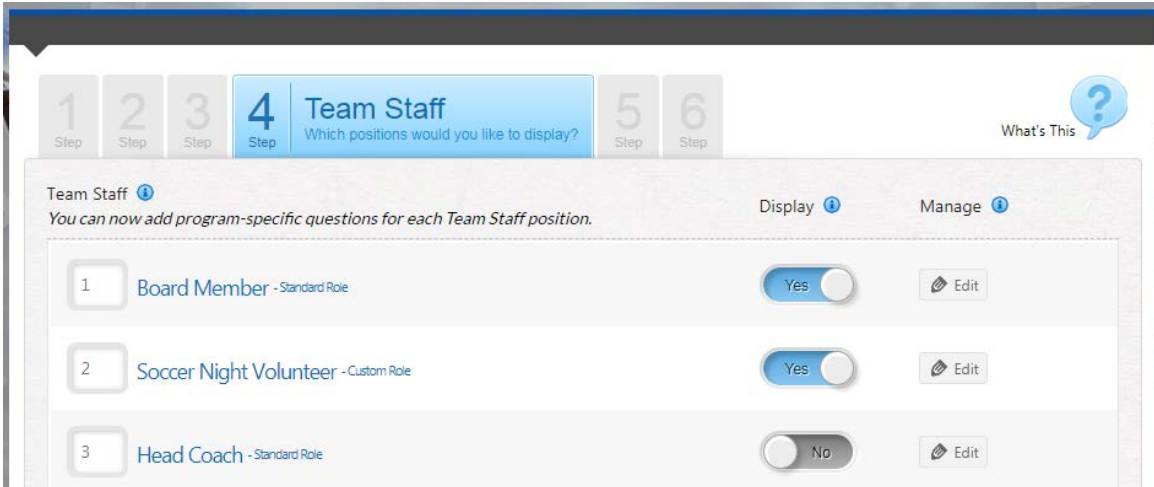 1
Step
2
Step
3
Step
4
Step
Team Staff
Which positions would you like to display?
5
Step
6
Step
What's This
?
Team Staff
You can now add program-specific questions for each Team Staff position.
Display
Manage
1
Board Member - Standard Role
Yes
Edit
2
Soccer Night Volunteer - Custom Role
Yes
Edit
3
Head Coach - Standard Role
No
Edit